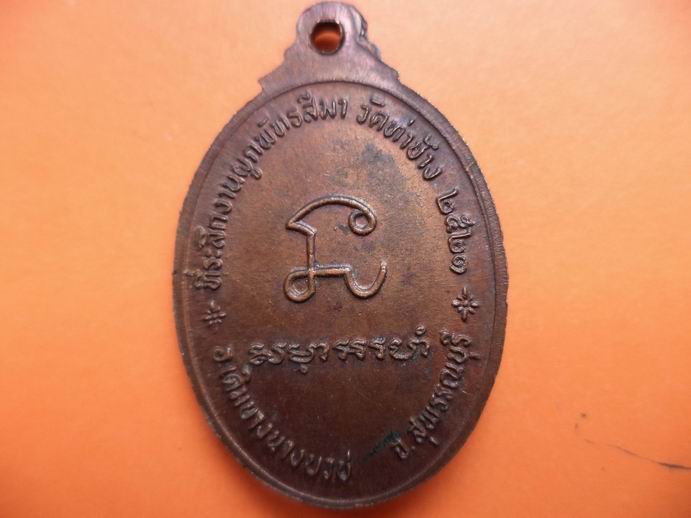 ที่ระลึกงานผูกพัทธสีมา วัดท่าช้าง ๒๕๒๑
อ.เดิมบางนางบวช จ.สุพรรณบุรี